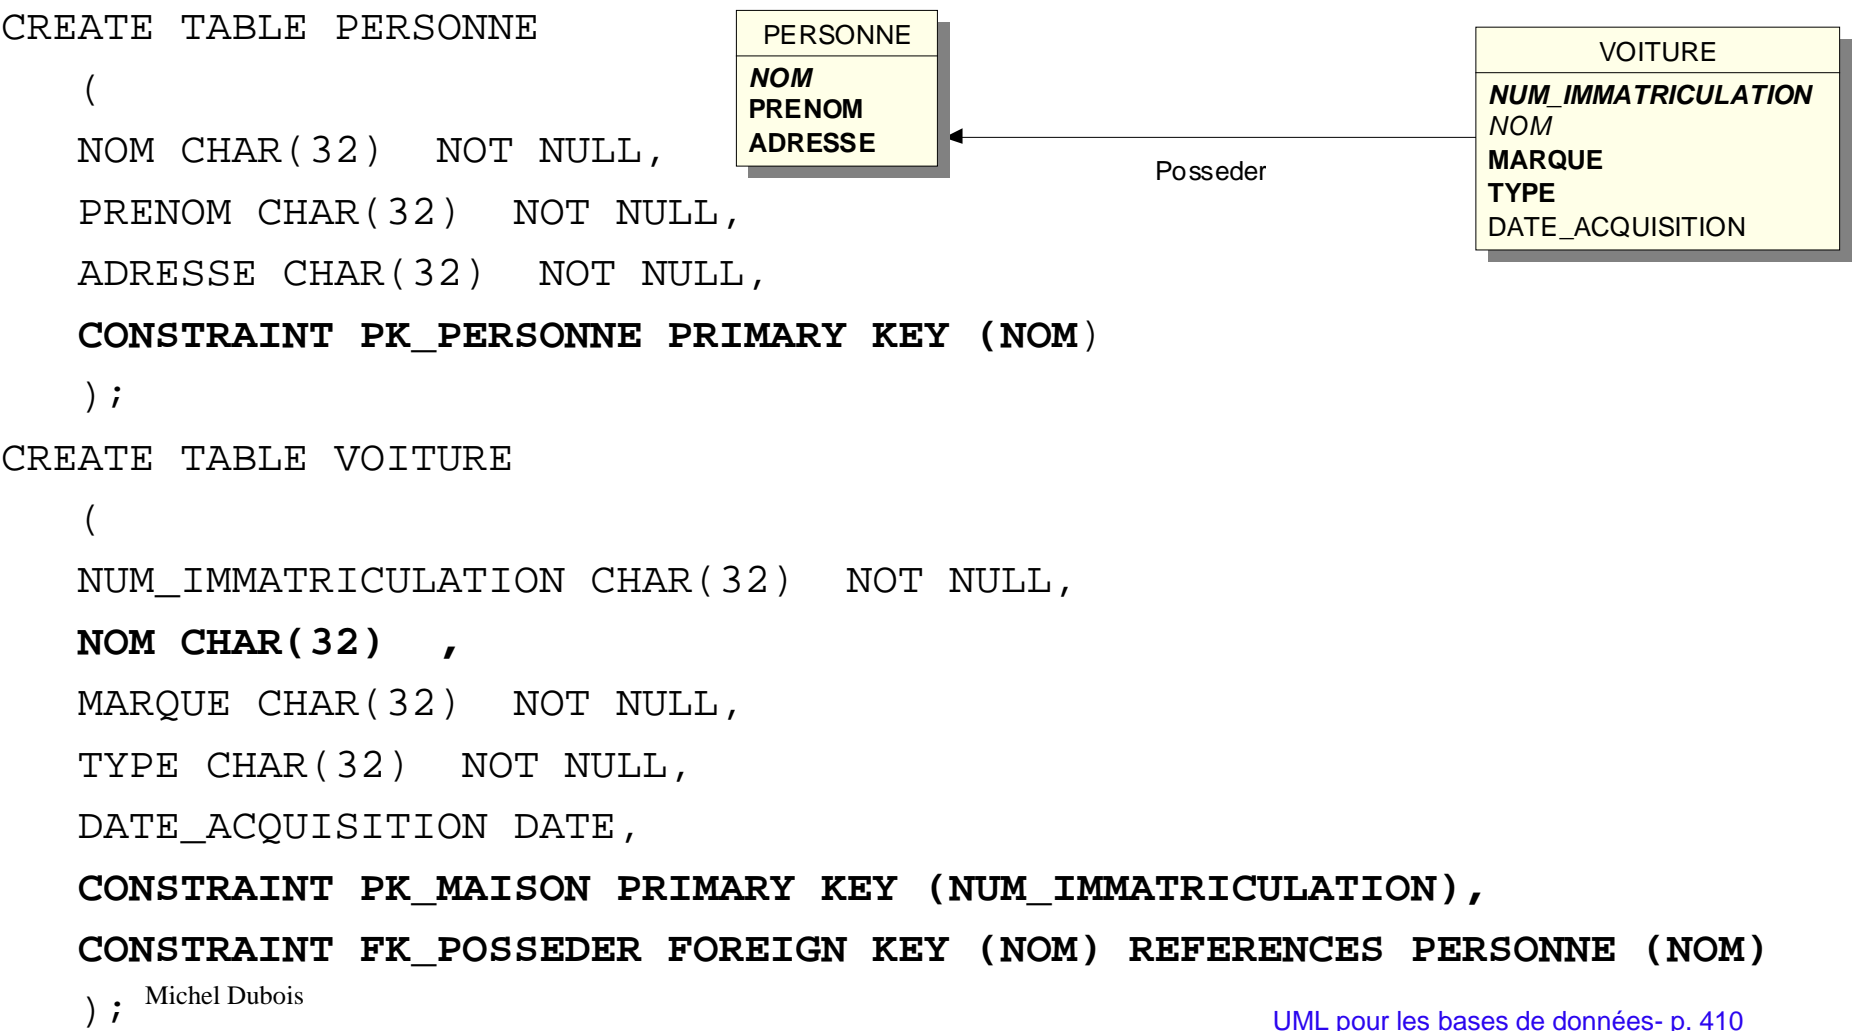 CREATE TABLE PERSONNE
(
NOM CHAR(32)  NOT NULL,
PRENOM CHAR(32)  NOT NULL,
ADRESSE CHAR(32)  NOT NULL,
CONSTRAINT PK_PERSONNE PRIMARY KEY (NOM)
);
CREATE TABLE VOITURE
(
NUM_IMMATRICULATION CHAR(32)  NOT NULL,
NOM CHAR(32)  ,
MARQUE CHAR(32)  NOT NULL,
TYPE CHAR(32)  NOT NULL,
DATE_ACQUISITION DATE,
CONSTRAINT PK_MAISON PRIMARY KEY (NUM_IMMATRICULATION),
CONSTRAINT FK_POSSEDER FOREIGN KEY (NOM) REFERENCES PERSONNE (NOM)
);
PERSONNE
NOM
PRENOM
ADRESSE
Posseder
VOITURE
NUM_IMMATRICULATION
NOM
MARQUE
TYPE
DATE_ACQUISITION
Michel Dubois
UML pour les bases de données- p. 410